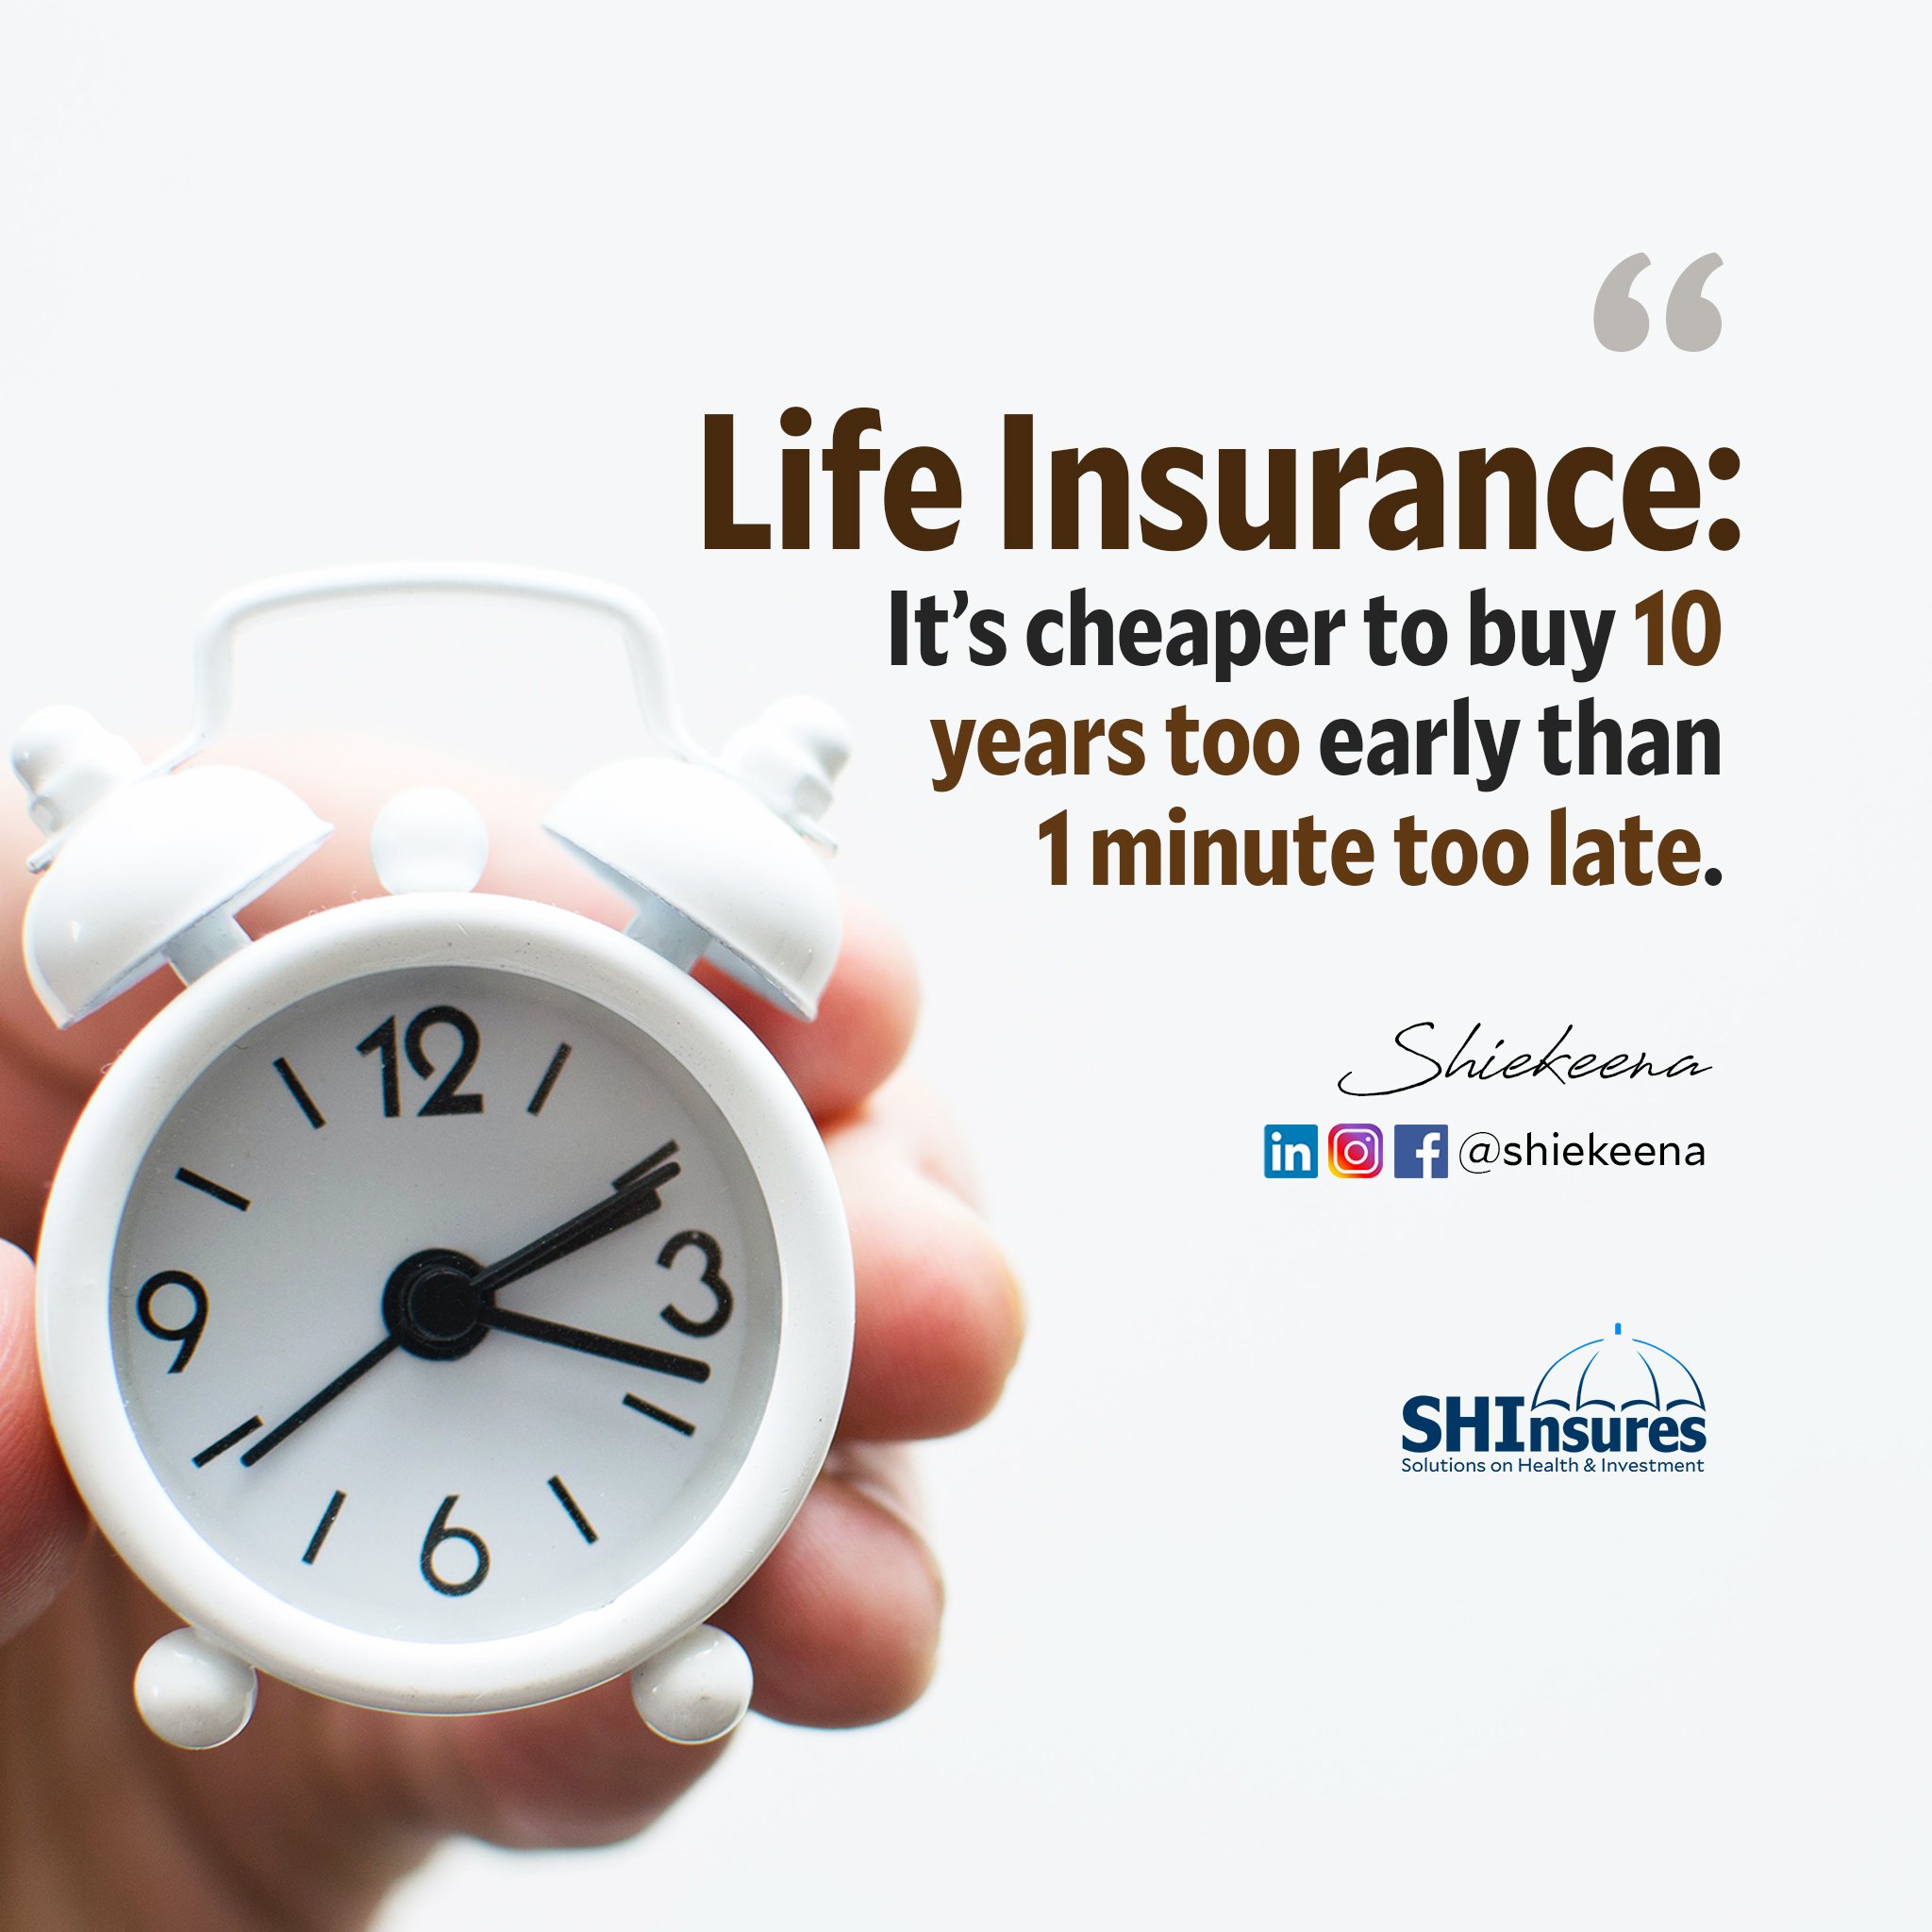 “
Life Insurance:
It’s cheaper to buy 10
years too early than
1 minute too late.
Shiekeena
in f @shiekeena
SHInsures
Solutions on Health & Investment
12
3
9
6